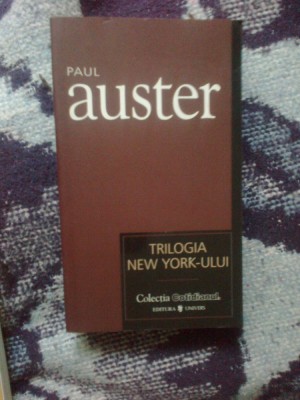 PAUL
auster
TRILOGIA
NEW YORK-ULUI
Colecția Cotidianul.
EDITURA UNIVERS